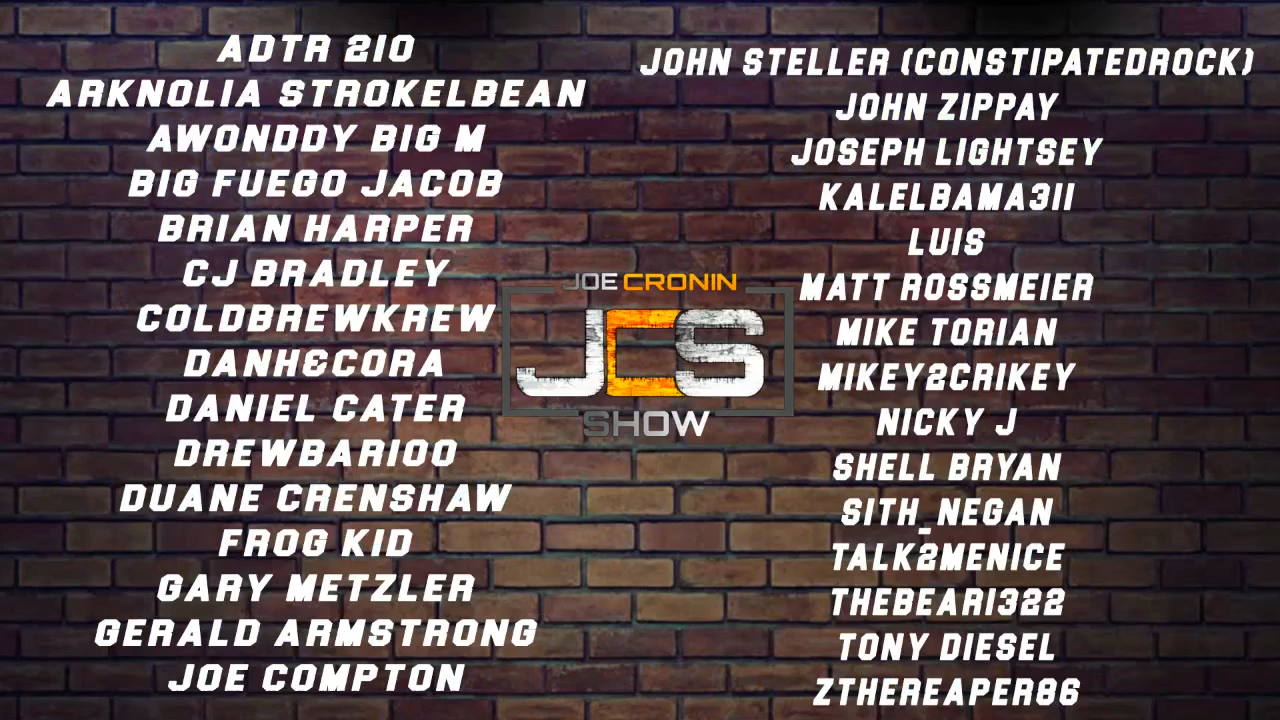 ADTR 210
ARKNOLIA STROKELBEAN
AWONDDY BIG M
BIG FUEGO JACOB
BRIAN HARPER
CJ BRADLEY
COLDBREWKREW
DANH&CORA
DANIEL CATER
DREWBAR100
DUANE CRENSHAW
FROG KID
GARY METZLER
GERALD ARMSTRONG
JOE COMPTON
JOE CRONIN
JCS
SHOW
JOHN STELLER (CONSTIPATEDROCK)
JOHN ZIPPAY
JOSEPH LIGHTSEY
KALELBAMA311
LUIS
MATT ROSSMEIER
MIKE TORIAN
MIKEY2CRIKEY
NICKY J
SHELL BRYAN
SITH_NEGAN
TALK2MENICE
THEBEAR1322
TONY DIESEL
ZTHEREAPER86